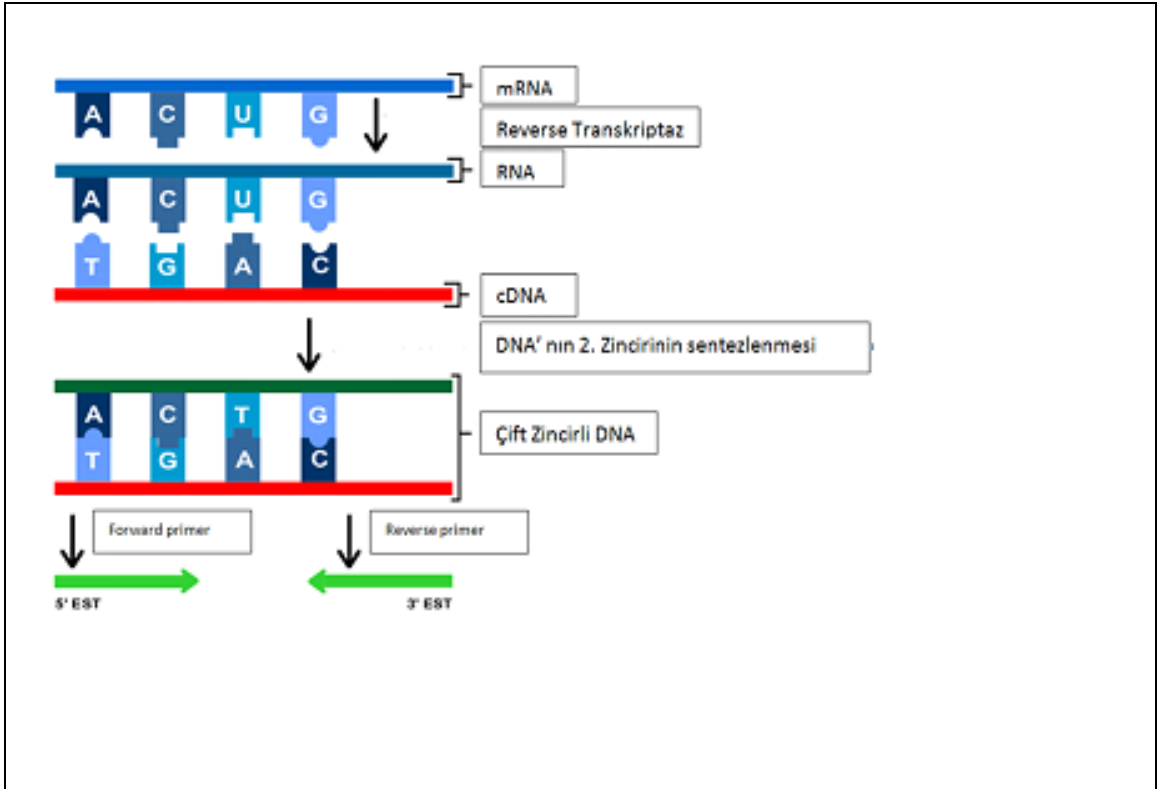 mRNA
A C U G
Reverse Transkriptaz
RNA
A C U G
T G A C
cDNA
DNA' nın 2. Zincirinin sentezlenmesi
A C T G
Çift Zincirli DNA
T G A C
Forward primer
Reverse primer
5' EST
3' EST